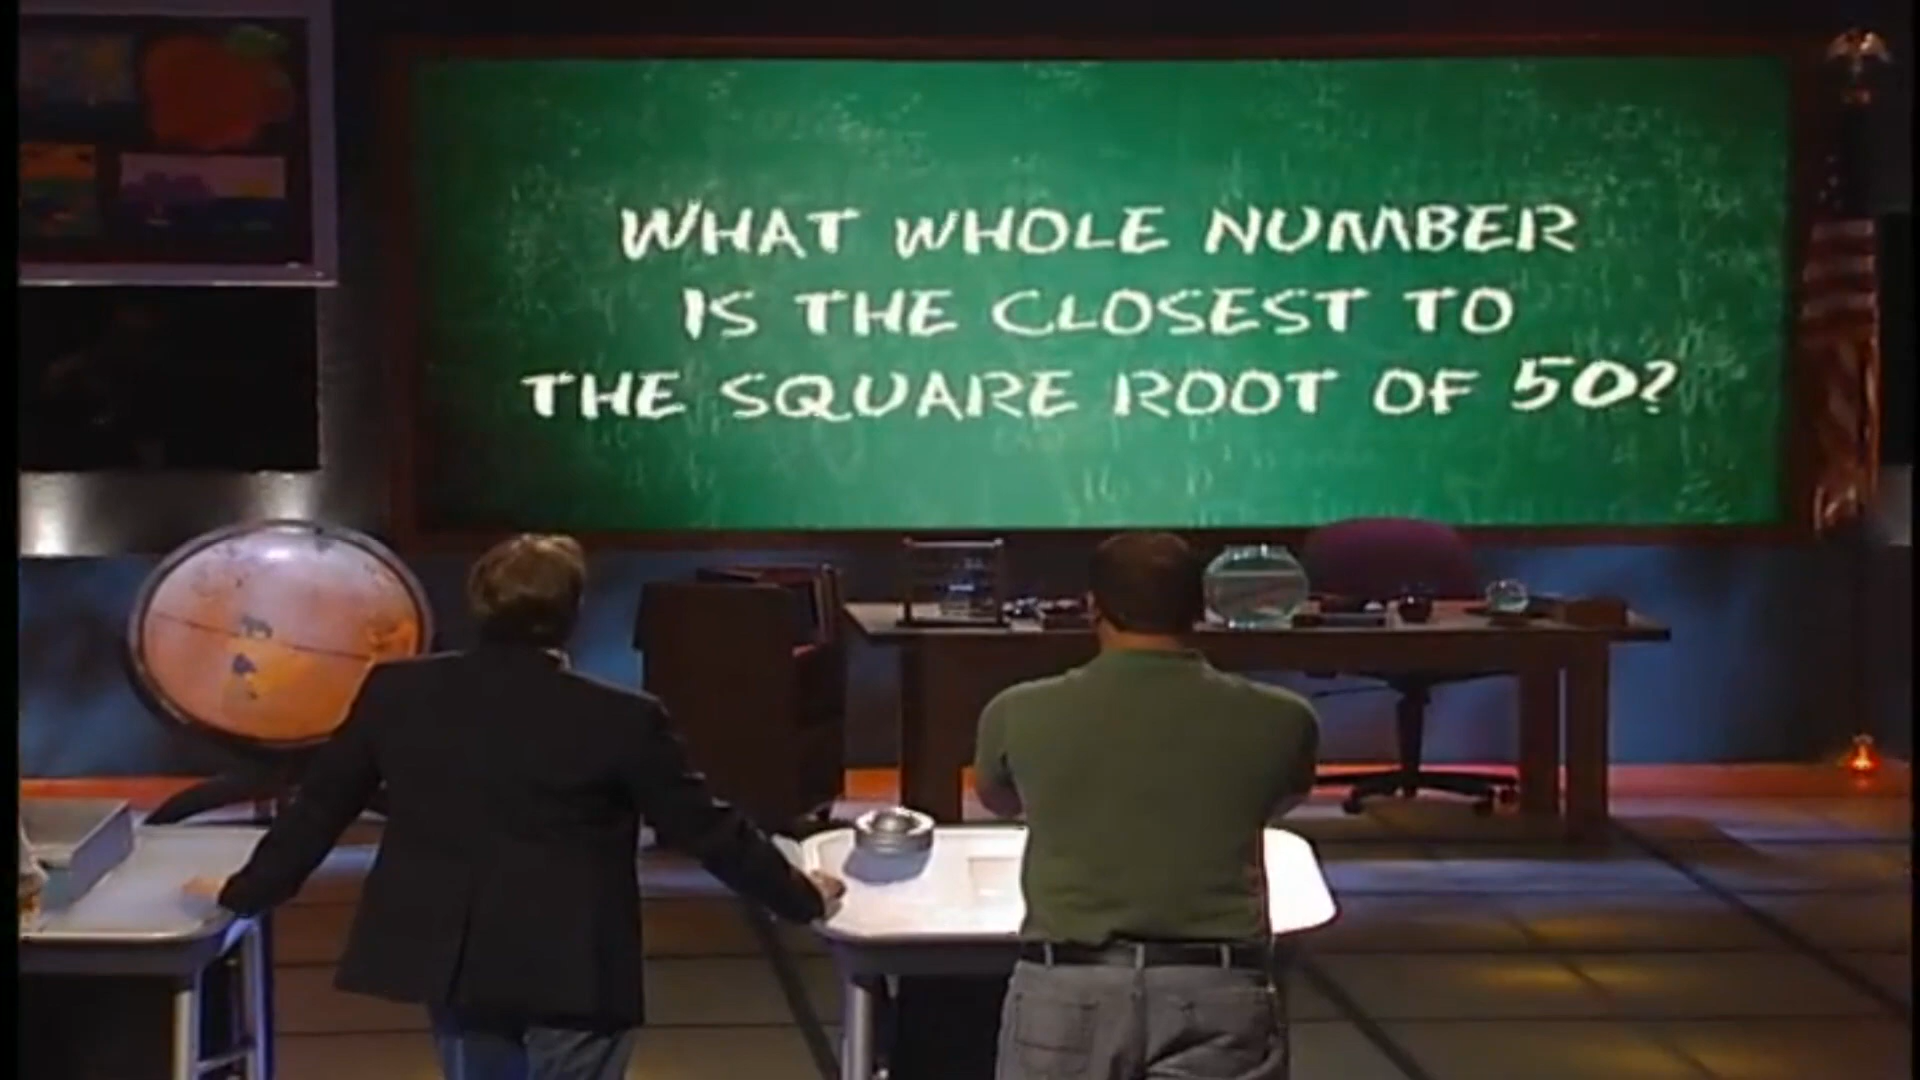 WHAT WHOLE NUMBER
IS THE CLOSEST TO
THE SQUARE ROOT OF 50?